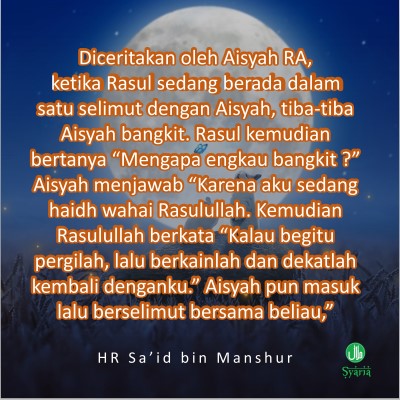 Diceritakan oleh Aisyah RA,
ketika Rasul sedang berada dalam
satu selimut dengan Aisyah, tiba-tiba
Aisyah bangkit. Rasul kemudian
bertanya “Mengapa engkau bangkit ?”
Aisyah menjawab “Karena aku sedang
haidh wahai Rasulullah. Kemudian
Rasulullah berkata “Kalau begitu
pergilah, lalu berkainlah dan dekatlah
kembali denganku.” Aisyah pun masuk
lalu berselimut bersama beliau,”
HR Sa’id bin Manshur
حلال
Syaria